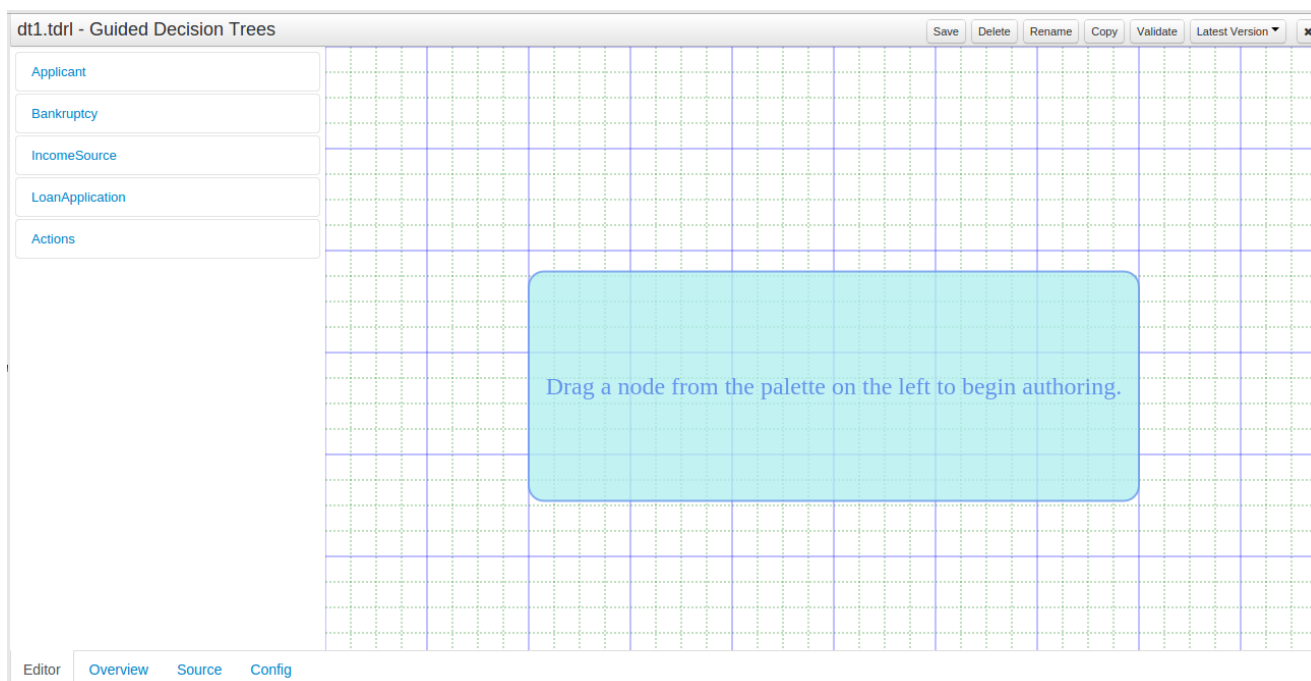 dt1.tdrl - Guided Decision Trees
Save Delete Rename Copy Validate Latest Version
Applicant
Bankruptcy
IncomeSource
LoanApplication
Actions
Drag a node from the palette on the left to begin authoring.
Editor Overview Source Config